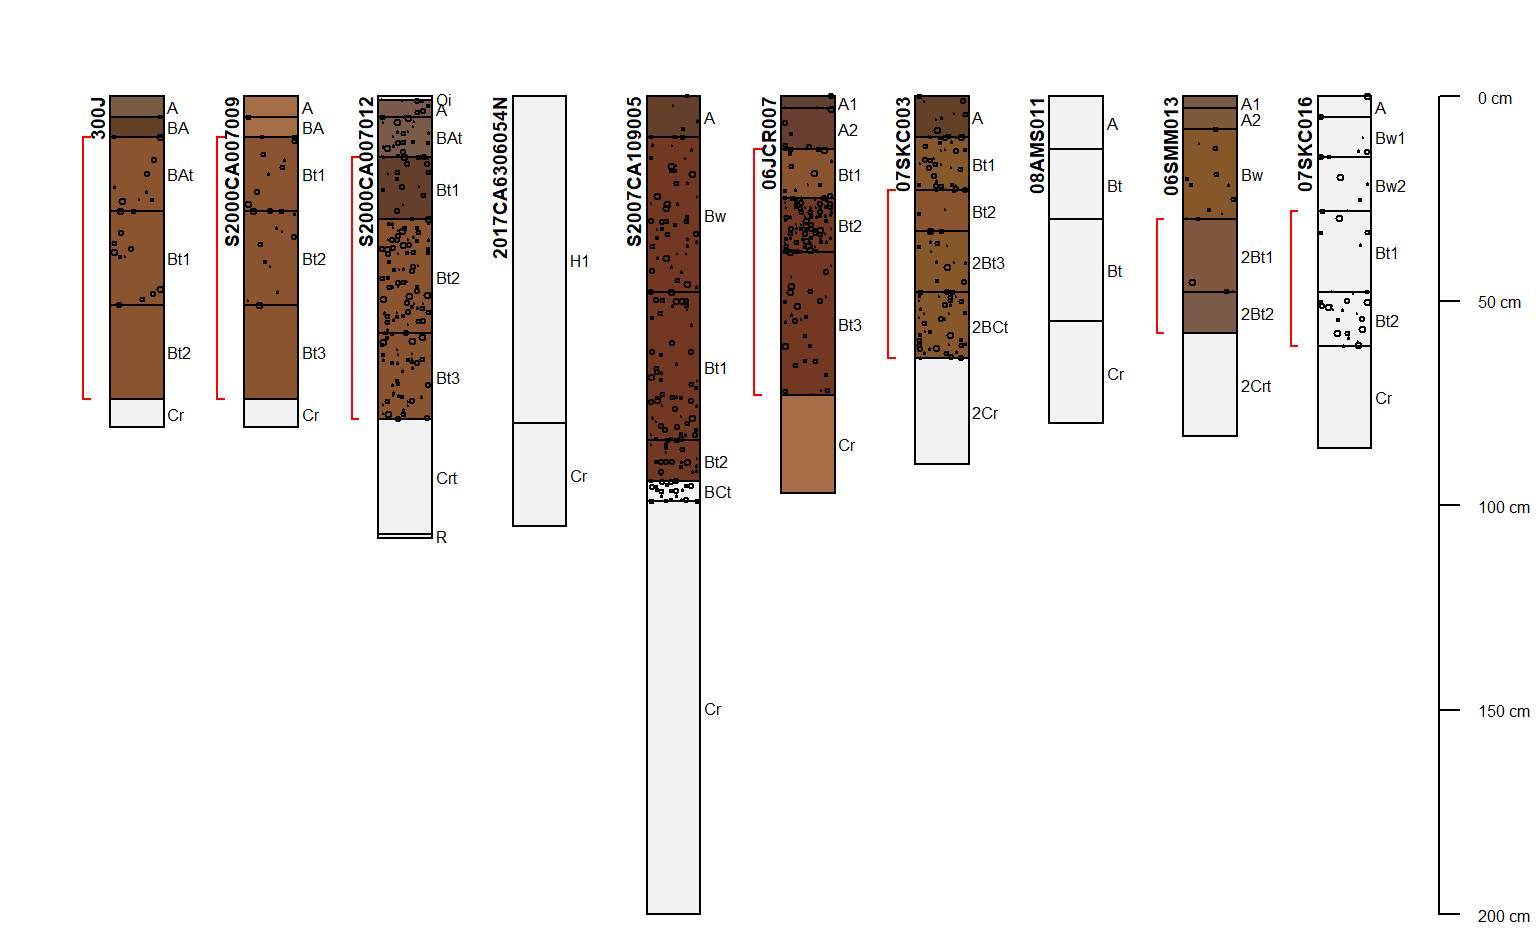 300J
A
BA
BAt
Bt1
Bt2
Cr
S2000CA007009
A
BA
Bt1
Bt2
Bt3
Cr
S2000CA007012
Oi
A
BAt
Bt1
Bt2
Bt3
Crt
R
2017CA6306054N
H1
Cr
S2007CA109005
A
Bw
Bt1
Bt2
BCt
Cr
06JCR007
A1
A2
Bt1
Bt2
Bt3
Cr
07SKC003
A
Bt1
Bt2
2Bt3
2BCt
2Cr
08AMS011
A
Bt
Bt
Cr
06SMM013
A1
A2
Bw
2Bt1
2Bt2
2Crt
07SKC016
A
Bw1
Bw2
Bt1
Bt2
Cr
0 cm
50 cm
100 cm
150 cm
200 cm